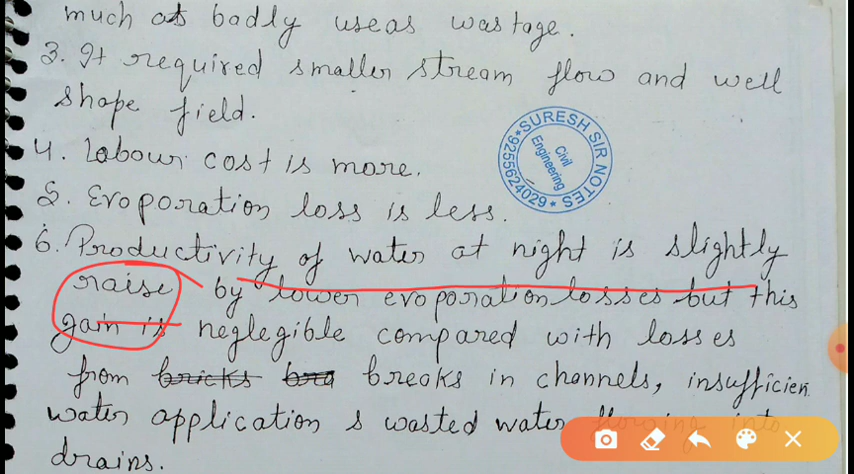 much as badly use as wastage.
3. It required smaller stream flow and well
shape field.
4. Labour cost is more.
5. Evoporation loss is less.
6. Productivity of water at night is slightly
raise by lower evoporation losses but this
gain is neglegible compared with losses
from bricks bra breaks in channels, insufficien
water application & wasted water flowing into
drains.
SURESH SIR NOTES
*9255624029*
Civil
Engineering